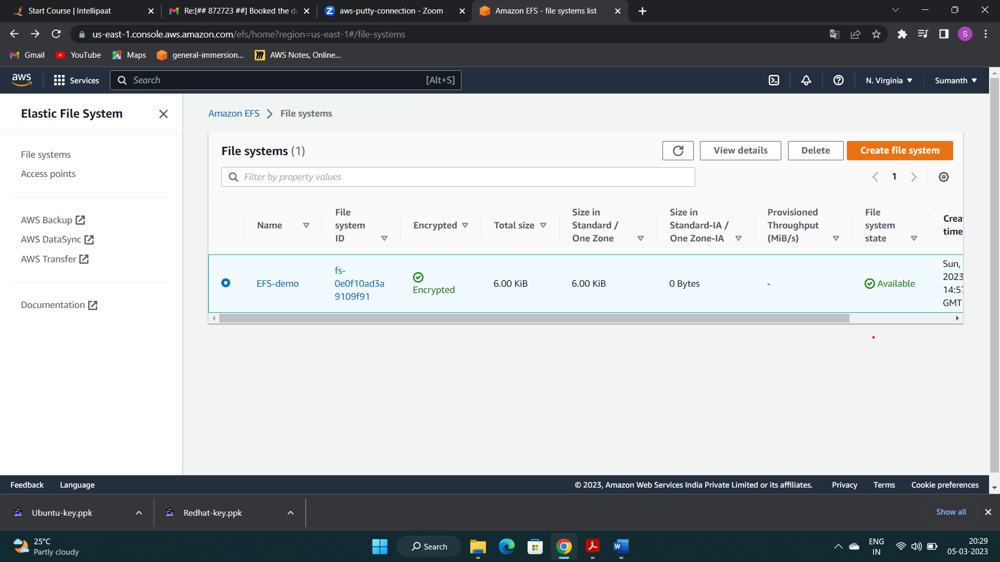 Start Course | Intellipaat
Re:[## 872723 ##] Booked the d
aws-putty-connection - Zoom
Amazon EFS - file systems list
us-east-1.console.aws.amazon.com/efs/home?region=us-east-1#/file-systems
S
Gmail
YouTube
Maps
general-immersion...
AWS Notes, Online...
aws
Services
Search
[Alt+S]
N. Virginia
Sumanth
Elastic File System
File systems
Access points
AWS Backup
AWS DataSync
AWS Transfer
Documentation
Amazon EFS
File systems
File systems (1)
View details
Delete
Create file system
Filter by property values
1
Name
File
system
ID
Encrypted
Total size
Size in
Standard /
One Zone
Size in
Standard-IA /
One Zone-IA
Provisioned
Throughput
(MiB/s)
File
system
state
Crea
time
EFS-demo
fs-
0e0f10ad3a
9109f91
Encrypted
6.00 KiB
6.00 KiB
0 Bytes
-
Available
Sun,
2023
14:57
GMT
Feedback
Language
© 2023, Amazon Web Services India Private Limited or its affiliates.
Privacy
Terms
Cookie preferences
Ubuntu-key.ppk
Redhat-key.ppk
Show all
25°C
Partly cloudy
Search
ENG
IN
20:29
05-03-2023